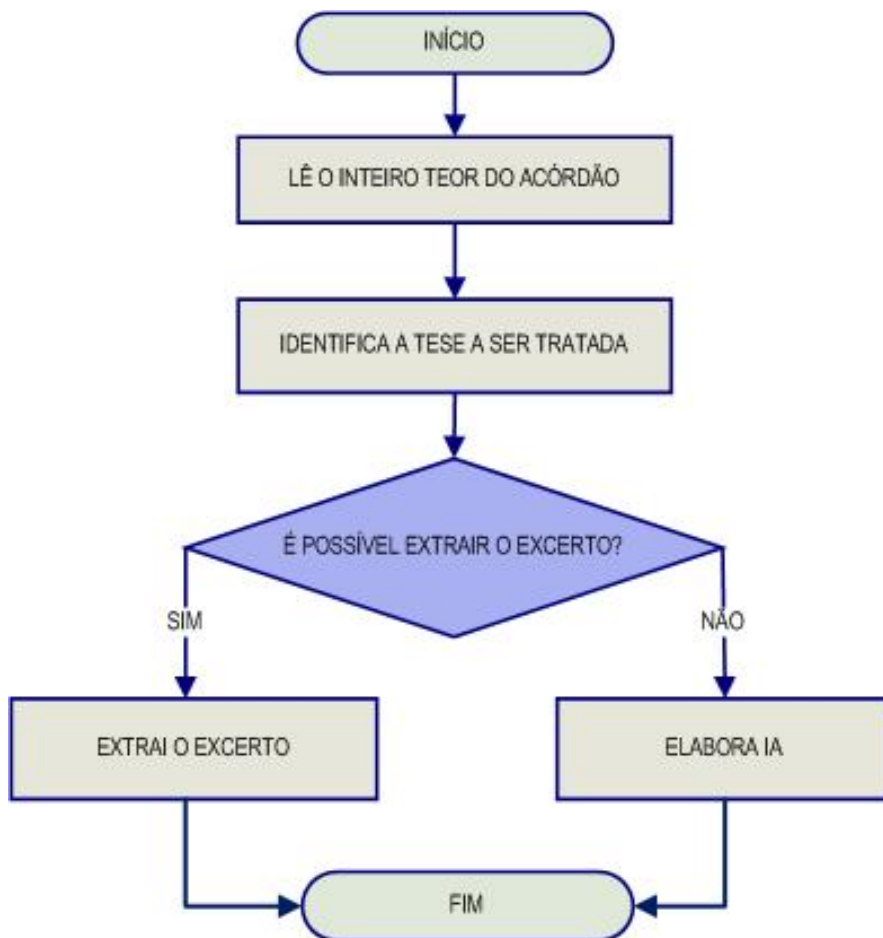 INÍCIO
LÊ O INTEIRO TEOR DO ACÓRDÃO
IDENTIFICA A TESE A SER TRATADA
É POSSÍVEL EXTRAIR O EXCERTO?
SIM
NÃO
EXTRAI O EXCERTO
ELABORA IA
FIM